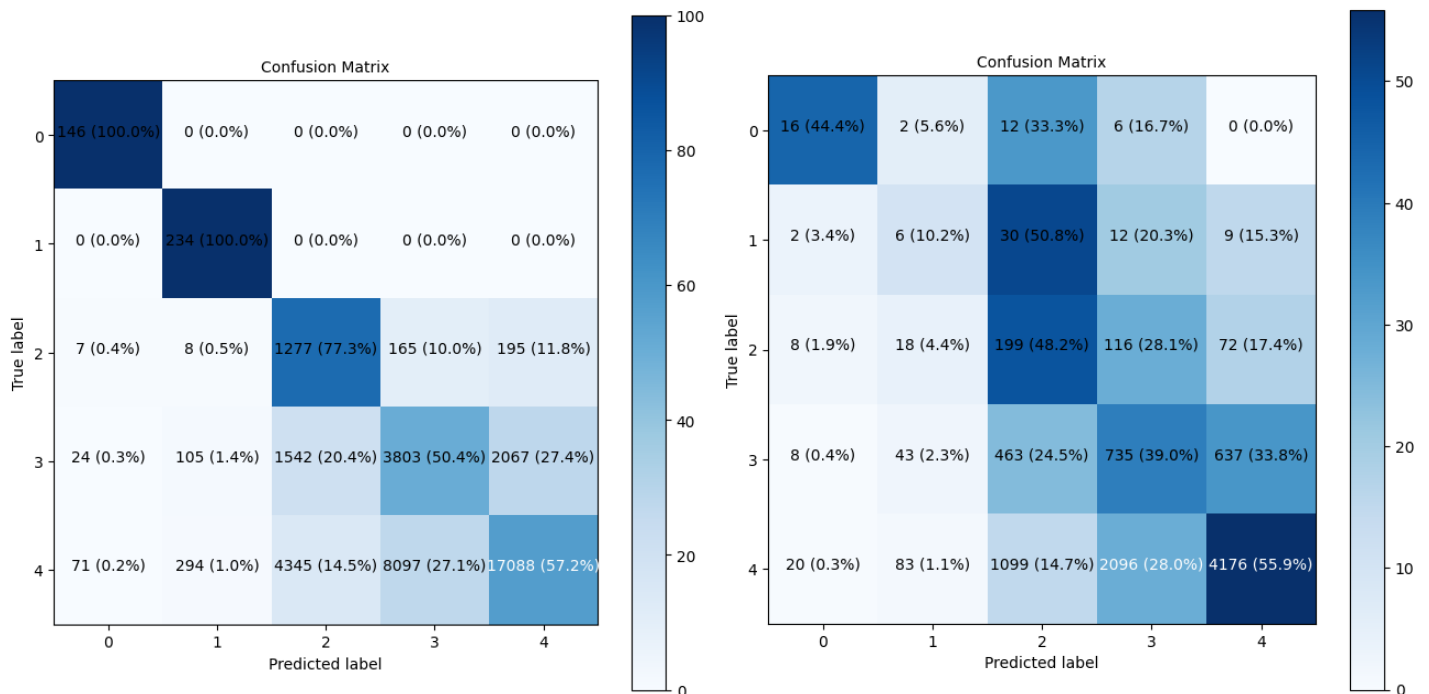 Confusion Matrix
0
146 (100.0%) 0 (0.0%) 0 (0.0%) 0 (0.0%) 0 (0.0%)
1
0 (0.0%) 234 (100.0%) 0 (0.0%) 0 (0.0%) 0 (0.0%)
2
7 (0.4%) 8 (0.5%) 1277 (77.3%) 165 (10.0%) 195 (11.8%)
3
24 (0.3%) 105 (1.4%) 1542 (20.4%) 3803 (50.4%) 2067 (27.4%)
4
71 (0.2%) 294 (1.0%) 4345 (14.5%) 8097 (27.1%) 17088 (57.2%)
0 1 2 3 4
True label
Predicted label
100
80
60
40
20
0
Confusion Matrix
0
16 (44.4%) 2 (5.6%) 12 (33.3%) 6 (16.7%) 0 (0.0%)
1
2 (3.4%) 6 (10.2%) 30 (50.8%) 12 (20.3%) 9 (15.3%)
2
8 (1.9%) 18 (4.4%) 199 (48.2%) 116 (28.1%) 72 (17.4%)
3
8 (0.4%) 43 (2.3%) 463 (24.5%) 735 (39.0%) 637 (33.8%)
4
20 (0.3%) 83 (1.1%) 1099 (14.7%) 2096 (28.0%) 4176 (55.9%)
0 1 2 3 4
True label
Predicted label
50
40
30
20
10
0